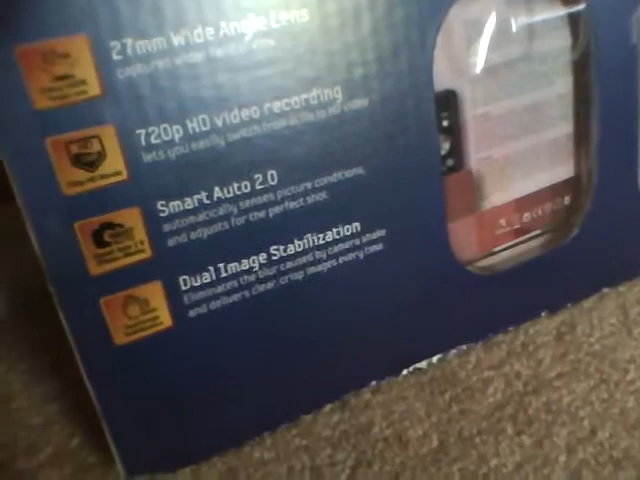 27mm Wide Angle Lens
captures wider
720p HD video recording
lets you easily switch from stills to HD video
Smart Auto 2.0
automatically senses picture conditions,
and adjusts for the perfect shot.
Dual Image Stabilization
Eliminates the blur caused by camera shake
and delivers clear, crisp images every time